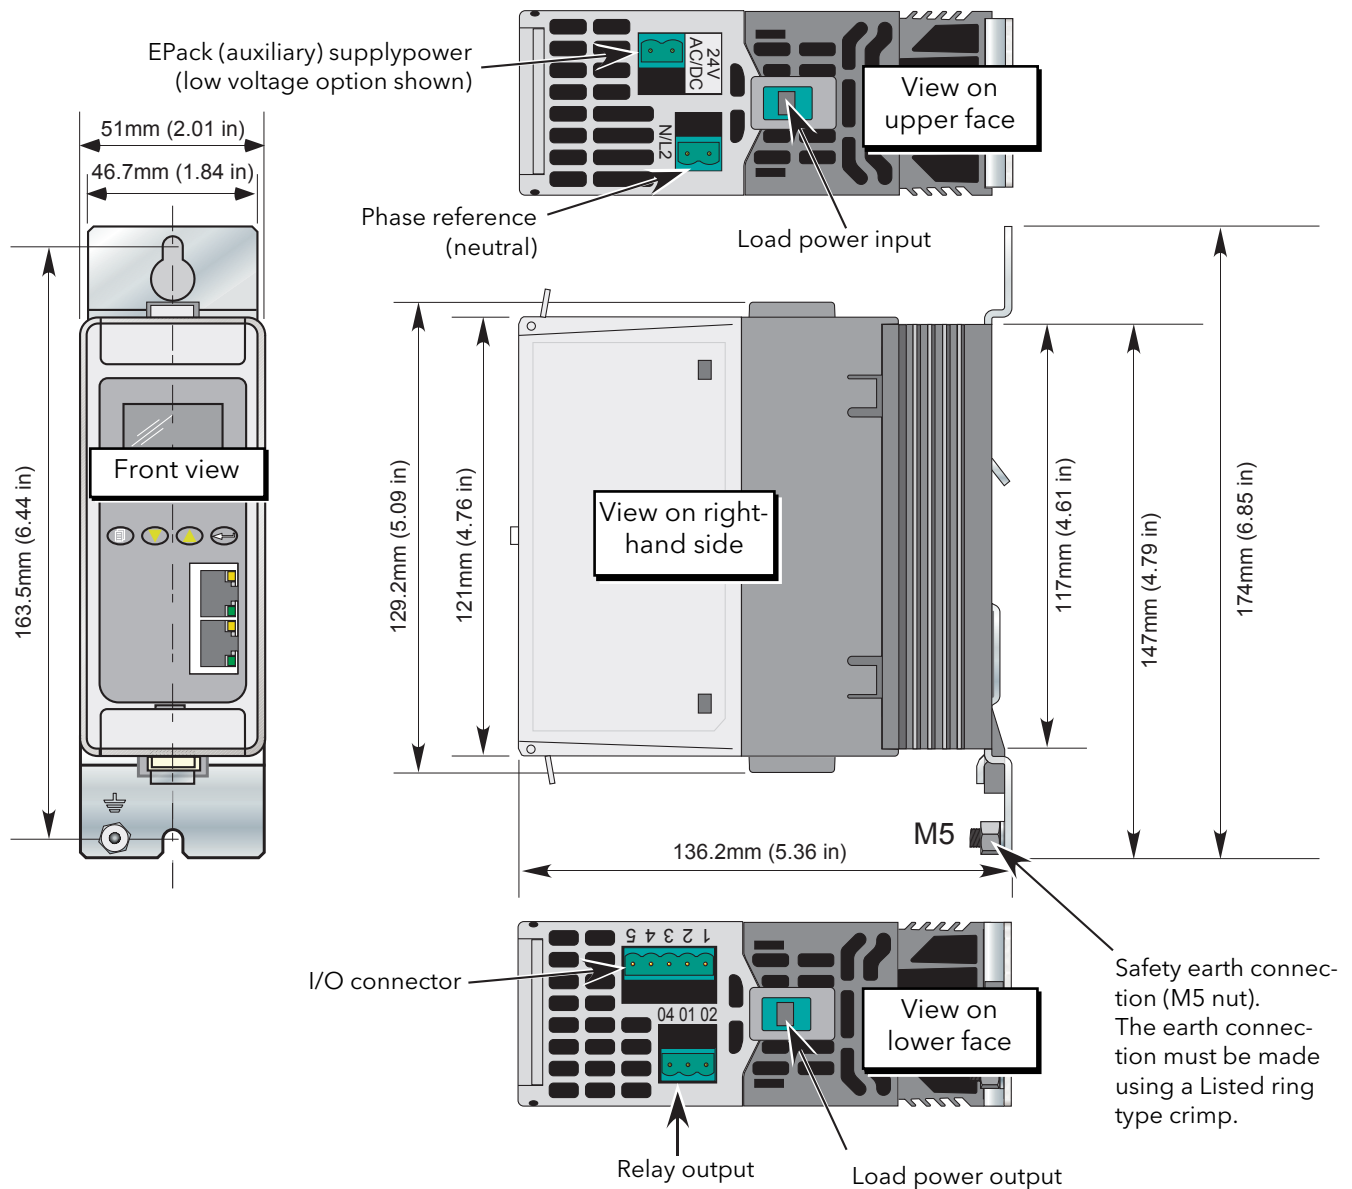 EPack (auxiliary) supplypower
(low voltage option shown)
24V
AC/DC
N/L2
View on
upper face
51mm (2.01 in)
46.7mm (1.84 in)
Phase reference
(neutral)
Load power input
Front view
163.5mm (6.44 in)
129.2mm (5.09 in)
121mm (4.76 in)
View on right-
hand side
117mm (4.61 in)
147mm (4.79 in)
174mm (6.85 in)
M5
136.2mm (5.36 in)
5 4 3 2 1
I/O connector
04 01 02
View on
lower face
Safety earth connec-
tion (M5 nut).
The earth connec-
tion must be made
using a Listed ring
type crimp.
Relay output
Load power output